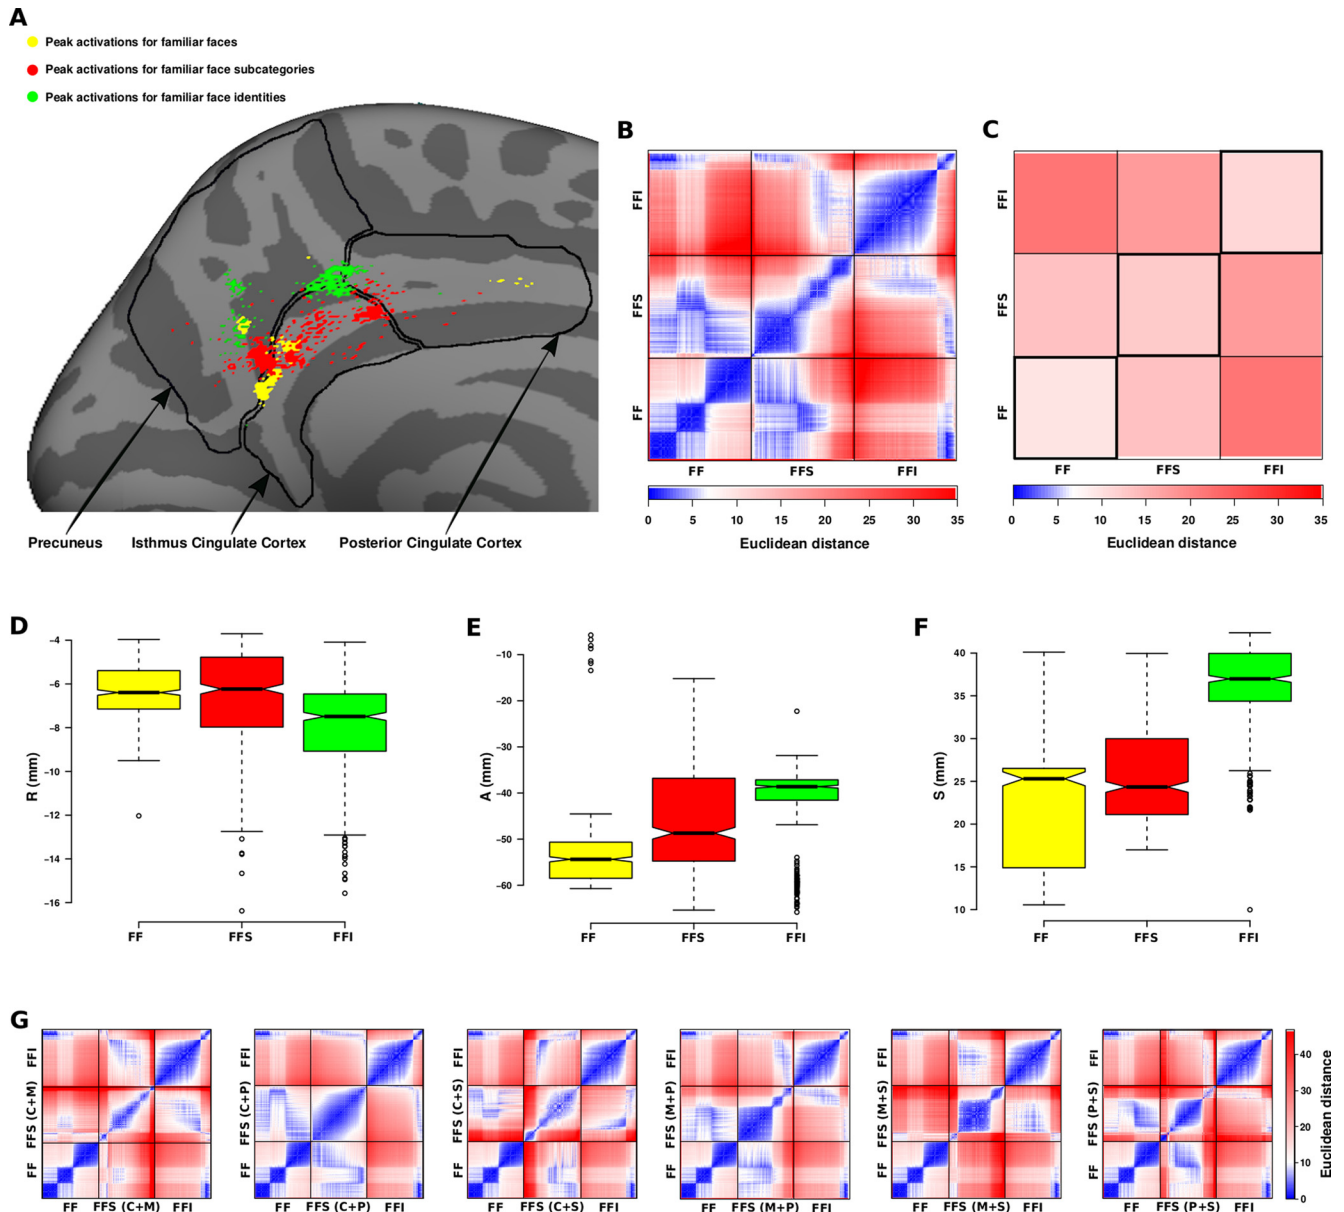 A
Peak activations for familiar faces
Peak activations for familiar face subcategories
Peak activations for familiar face identities
Precuneus
Isthmus Cingulate Cortex
Posterior Cingulate Cortex
B
FFI
FFS
FF
FF FFS FFI
0 5 10 15 20 25 30 35
Euclidean distance
C
FFI
FFS
FF
FF FFS FFI
0 5 10 15 20 25 30 35
Euclidean distance
D
R (mm)
−4
−6
−8
−10
−12
−14
−16
FF FFS FFI
E
A (mm)
−10
−20
−30
−40
−50
−60
FF FFS FFI
F
S (mm)
40
35
30
25
20
15
10
FF FFS FFI
G
FFI
FFS (C+M)
FF
FF FFS (C+M) FFI
FFI
FFS (C+P)
FF
FF FFS (C+P) FFI
FFI
FFS (C+S)
FF
FF FFS (C+S) FFI
FFI
FFS (M+P)
FF
FF FFS (M+P) FFI
FFI
FFS (M+S)
FF
FF FFS (M+S) FFI
FFI
FFS (P+S)
FF
FF FFS (P+S) FFI
40
30
20
10
0
Euclidean distance